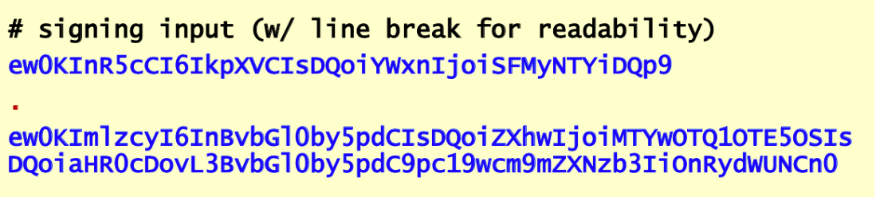 # signing input (w/ line break for readability)
ew0KInR5cCI6IkpXVCIsDQoiYWxnIjoiSFMyNTYiDQp9
.
ew0KImlzcyI6InBvbGl0by5pdCIsDQoiZXhwIjoiMTYwOTQ1OTE5OSIs
DQoiaHR0cDovL3BvbGl0by5pdC9pc19wcm9mZXNzb3IiOnRydWUNCn0